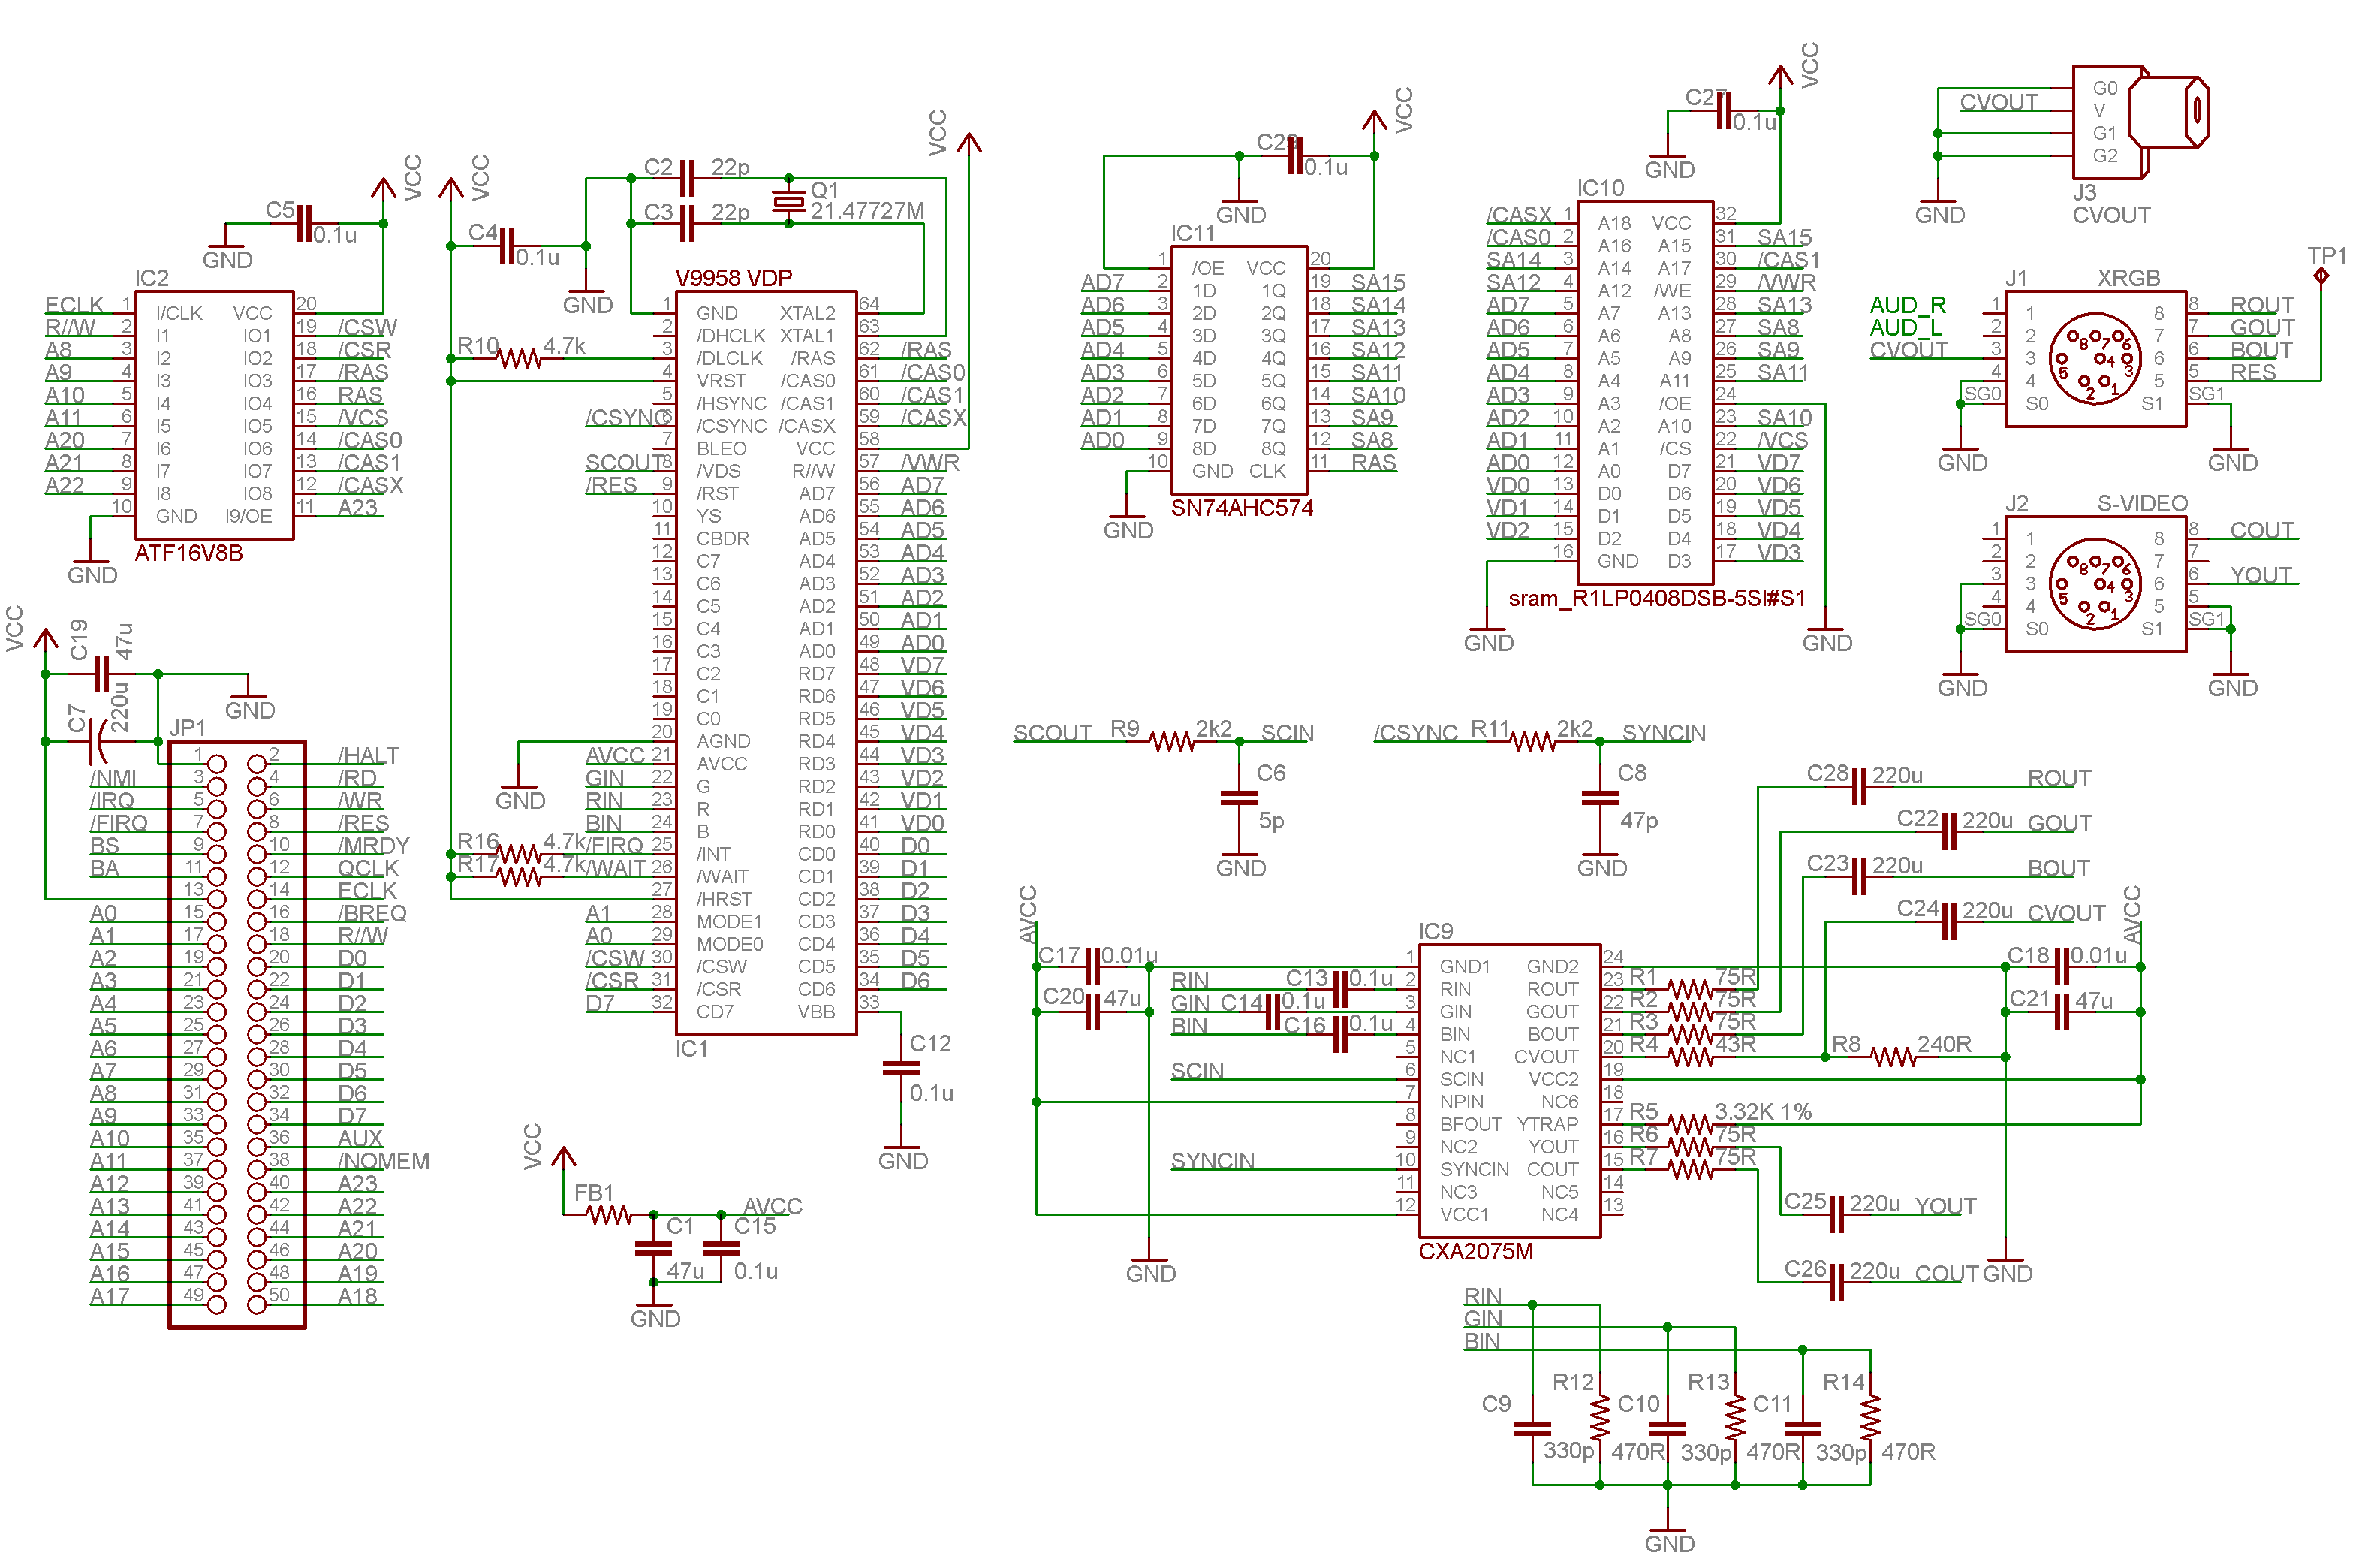 IC2
C5
0.1u
VCC
GND
ECLK 1 I/CLK VCC 20
R//W 2 I1 IO1 19 /CSW
A8 3 I2 IO2 18 /CSR
A9 4 I3 IO3 17 /RAS
A10 5 I4 IO4 16 RAS
A11 6 I5 IO5 15 /VCS
A20 7 I6 IO6 14 /CAS0
A21 8 I7 IO7 13 /CAS1
A22 9 I8 IO8 12 /CASX
10 GND I9/OE 11 A23
GND
ATF16V8B
VCC
C19
47u
C7
220u
GND
JP1
1 2 /HALT
/NMI 3 4 /RD
/IRQ 5 6 /WR
/FIRQ 7 8 /RES
BS 9 10 /MRDY
BA 11 12 QCLK
13 14 ECLK
A0 15 16 /BREQ
A1 17 18 R//W
A2 19 20 D0
A3 21 22 D1
A4 23 24 D2
A5 25 26 D3
A6 27 28 D4
A7 29 30 D5
A8 31 32 D6
A9 33 34 D7
A10 35 36 AUX
A11 37 38 /NOMEM
A12 39 40 A23
A13 41 42 A22
A14 43 44 A21
A15 45 46 A20
A16 47 48 A19
A17 49 50 A18
VCC
C4
0.1u
GND
C2 22p
C3 22p
Q1
21.47727M
VCC
V9958 VDP
1 GND XTAL2 64
2 /DHCLK XTAL1 63
R10 4.7k 3 /DLCLK /RAS 62 /RAS
4 VRST /CAS0 61 /CAS0
5 /HSYNC /CAS1 60 /CAS1
/CSYNC 6 /CSYNC /CASX 59 /CASX
7 BLEO VCC 58
SCOUT 8 /VDS R//W 57 /VWR
/RES 9 /RST AD7 56 AD7
10 YS AD6 55 AD6
11 CBDR AD5 54 AD5
12 C7 AD4 53 AD4
13 C6 AD3 52 AD3
14 C5 AD2 51 AD2
15 C4 AD1 50 AD1
16 C3 AD0 49 AD0
17 C2 RD7 48 VD7
18 C1 RD6 47 VD6
19 C0 RD5 46 VD5
20 AGND RD4 45 VD4
AVCC 21 AVCC RD3 44 VD3
GIN 22 G RD2 43 VD2
RIN 23 R RD1 42 VD1
BIN 24 B RD0 41 VD0
R16 4.7k /FIRQ 25 /INT CD0 40 D0
R17 4.7k /WAIT 26 /WAIT CD1 39 D1
27 /HRST CD2 38 D2
A1 28 MODE1 CD3 37 D3
A0 29 MODE0 CD4 36 D4
/CSW 30 /CSW CD5 35 D5
/CSR 31 /CSR CD6 34 D6
D7 32 CD7 VBB 33
GND
IC1
C12
0.1u
GND
VCC
FB1
AVCC
C1
47u
C15
0.1u
GND
VCC
C29
0.1u
GND
IC11
1 /OE VCC 20
AD7 2 1D 1Q 19 SA15
AD6 3 2D 2Q 18 SA14
AD5 4 3D 3Q 17 SA13
AD4 5 4D 4Q 16 SA12
AD3 6 5D 5Q 15 SA11
AD2 7 6D 6Q 14 SA10
AD1 8 7D 7Q 13 SA9
AD0 9 8D 8Q 12 SA8
10 GND CLK 11 RAS
SN74AHC574
GND
VCC
C27
0.1u
GND
IC10
/CASX 1 A18 VCC 32
/CAS0 2 A16 A15 31 SA15
SA14 3 A14 A17 30 /CAS1
SA12 4 A12 /WE 29 /VWR
AD7 5 A7 A13 28 SA13
AD6 6 A6 A8 27 SA8
AD5 7 A5 A9 26 SA9
AD4 8 A4 A11 25 SA11
AD3 9 A3 /OE 24
AD2 10 A2 A10 23 SA10
AD1 11 A1 /CS 22 /VCS
AD0 12 A0 D7 21 VD7
VD0 13 D0 D6 20 VD6
VD1 14 D1 D5 19 VD5
VD2 15 D2 D4 18 VD4
16 GND D3 17 VD3
sram_R1LP0408DSB-5SI#S1
GND
GND
G0
CVOUT V
G1
G2
GND
J3
CVOUT
TP1
J1 XRGB
AUD_R 1 1 8 8 ROUT
AUD_L 2 2 7 7 GOUT
CVOUT 3 3 6 6 BOUT
4 4 5 5 RES
SG0 S0 S1 SG1
8 7 6
5 4 3
2 1
GND
GND
J2 S-VIDEO
1 1 8 8 COUT
2 2 7 7
3 3 6 6 YOUT
4 4 5 5
SG0 S0 S1 SG1
8 7 6
5 4 3
2 1
GND
GND
SCOUT R9 2k2 SCIN
C6
5p
GND
/CSYNC R11 2k2 SYNCIN
C8
47p
GND
C28 220u ROUT
C22 220u GOUT
C23 220u BOUT
C24 220u CVOUT
AVCC
C17 0.01u
C20 47u
AVCC
C18 0.01u
C21 47u
IC9
1 GND1 GND2 24
RIN C13 0.1u 2 RIN ROUT 23 R1 75R
GIN C14 0.1u 3 GIN GOUT 22 R2 75R
BIN C16 0.1u 4 BIN BOUT 21 R3 75R
5 NC1 CVOUT 20 R4 43R R8 240R
SCIN 6 SCIN VCC2 19
7 NPIN NC6 18
8 BFOUT YTRAP 17 R5 3.32K 1%
9 NC2 YOUT 16 R6 75R
SYNCIN 10 SYNCIN COUT 15 R7 75R
11 NC3 NC5 14
12 VCC1 NC4 13
CXA2075M
GND
C25 220u YOUT
C26 220u COUT
GND
RIN
GIN
BIN
R12 R13 R14
C9 C10 C11
330p 470R 330p 470R 330p 470R
GND